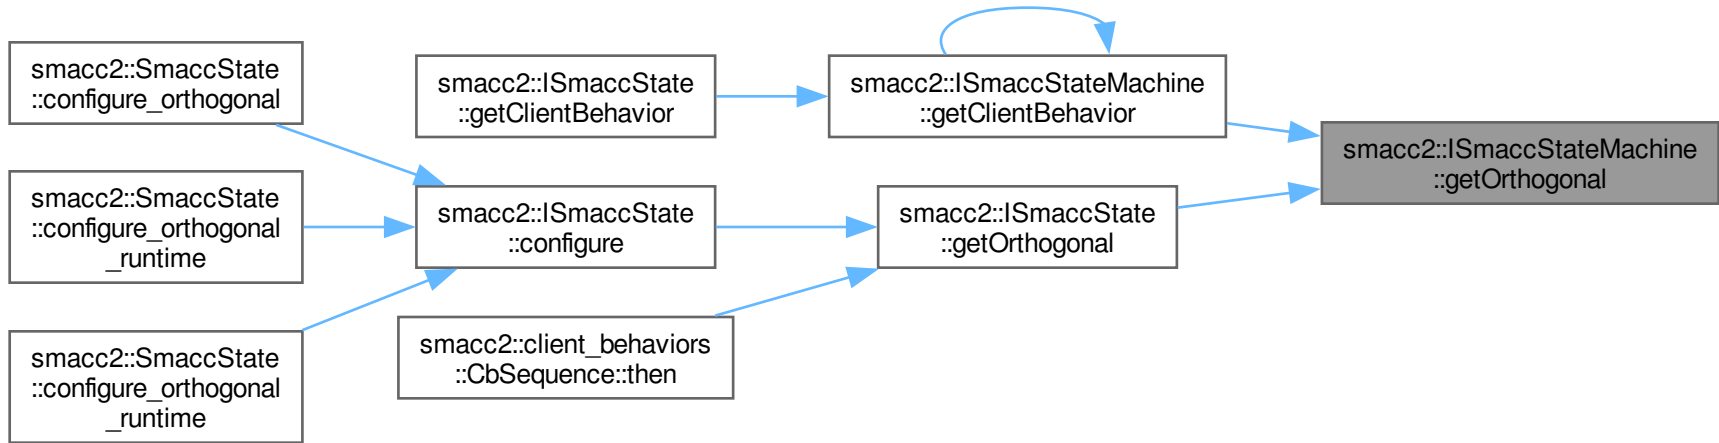 smacc2::SmaccState
::configure_orthogonal
smacc2::SmaccState
::configure_orthogonal
_runtime
smacc2::SmaccState
::configure_orthogonal
_runtime
smacc2::ISmaccState
::getClientBehavior
smacc2::ISmaccState
::configure
smacc2::client_behaviors
::CbSequence::then
smacc2::ISmaccStateMachine
::getClientBehavior
smacc2::ISmaccState
::getOrthogonal
smacc2::ISmaccStateMachine
::getOrthogonal